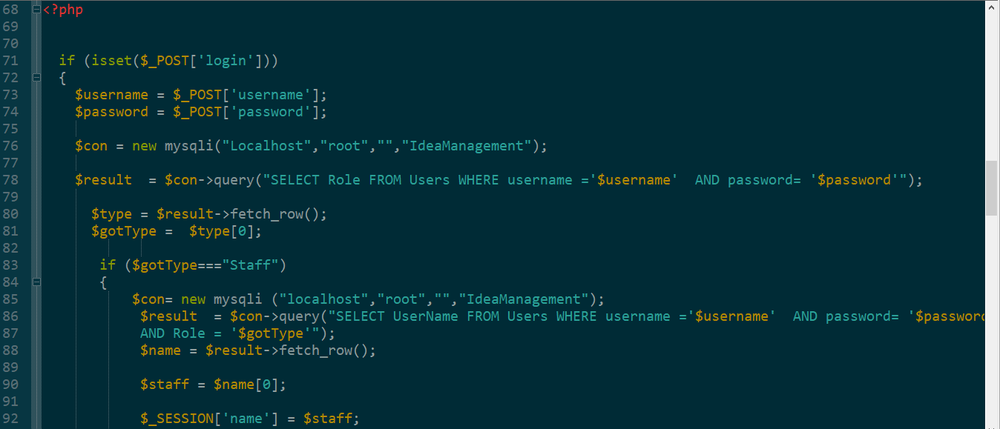 68 <?php
69
70
71 if (isset($_POST['login']))
72 {
73 $username = $_POST['username'];
74 $password = $_POST['password'];
75
76 $con = new mysqli("Localhost","root","","IdeaManagement");
77
78 $result  = $con->query("SELECT Role FROM Users WHERE username ='$username'  AND password= '$password'");
79
80 $type = $result->fetch_row();
81 $gotType =  $type[0];
82
83 if ($gotType==="Staff")
84 {
85 $con= new mysqli ("localhost","root","","IdeaManagement");
86 $result  = $con->query("SELECT UserName FROM Users WHERE username ='$username'  AND password= '$password
87 AND Role = '$gotType'");
88 $name = $result->fetch_row();
89
90 $staff = $name[0];
91
92 $_SESSION['name'] = $staff;